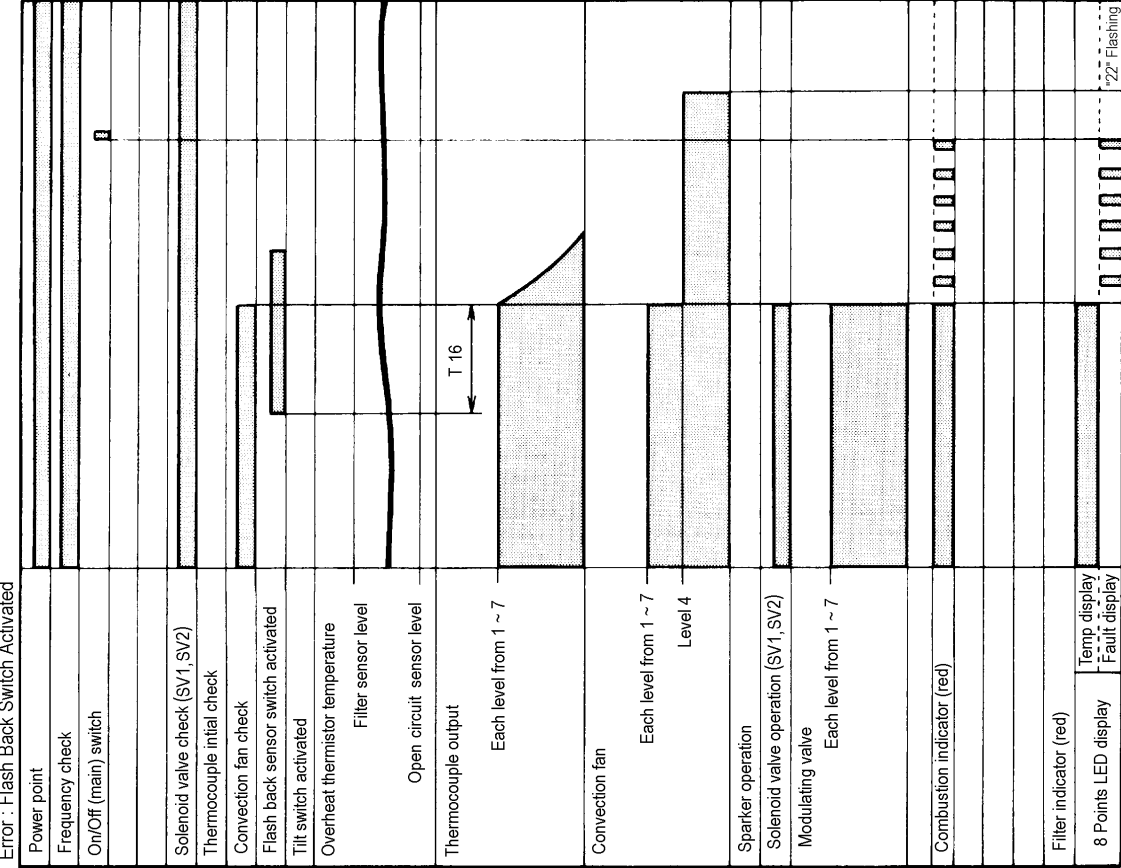 Error : Flash Back Switch Activated
Power point
Frequency check
On/Off (main) switch
Solenoid valve check (SV1, SV2)
Thermocouple intial check
Convection fan check
Flash back sensor switch activated
Tilt switch activated
Overheat thermistor temperature
Filter sensor level
Open circuit sensor level
Thermocouple output
Each level from 1 ~ 7
T 16
Convection fan
Each level from 1 ~ 7
Level 4
Sparker operation
Solenoid valve operation (SV1, SV2)
Modulating valve
Each level from 1 ~ 7
Combustion indicator (red)
Filter indicator (red)
8 Points LED display
Temp display
Fault display
"22" Flashing